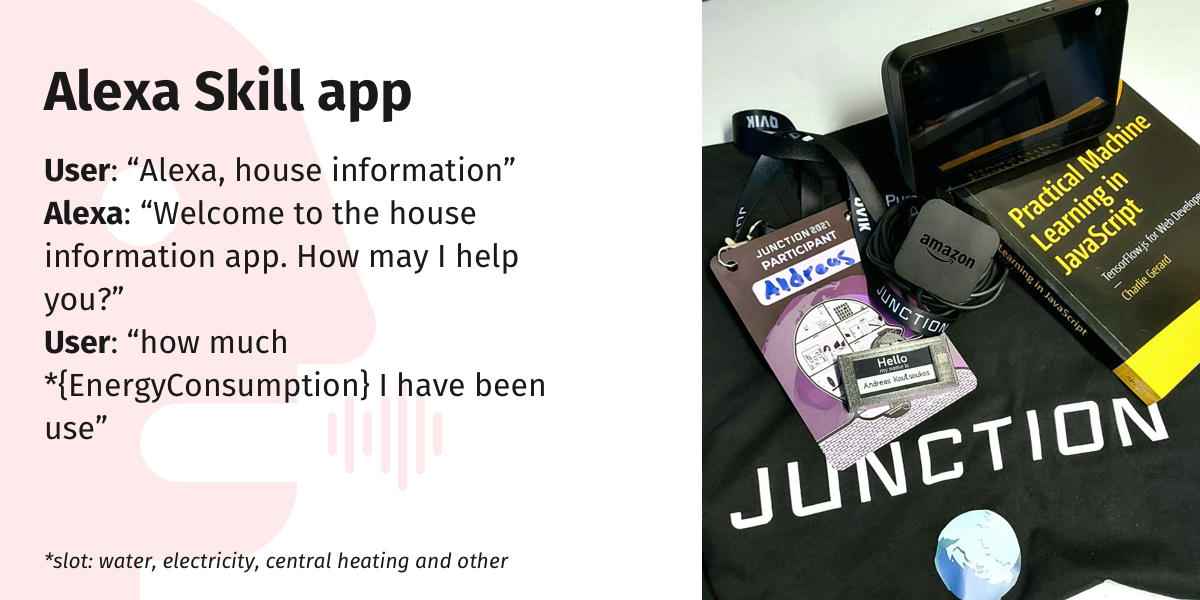 Alexa Skill app
User: “Alexa, house information”
Alexa: “Welcome to the house
information app. How may I help
you?”
User: “how much
*{EnergyConsumption} I have been
use”
*slot: water, electricity, central heating and other
QVIK
QVIK
JUNCTION 2021
PARTICIPANT
Andreas
amazon
JUNCTION
Hello
my name is
Andreas Koutsoukos
Practical Machine
Learning in
JavaScript
TensorFlow.js for Web Developers
Charlie Gerard
Learning in JavaScript
JUNCTION